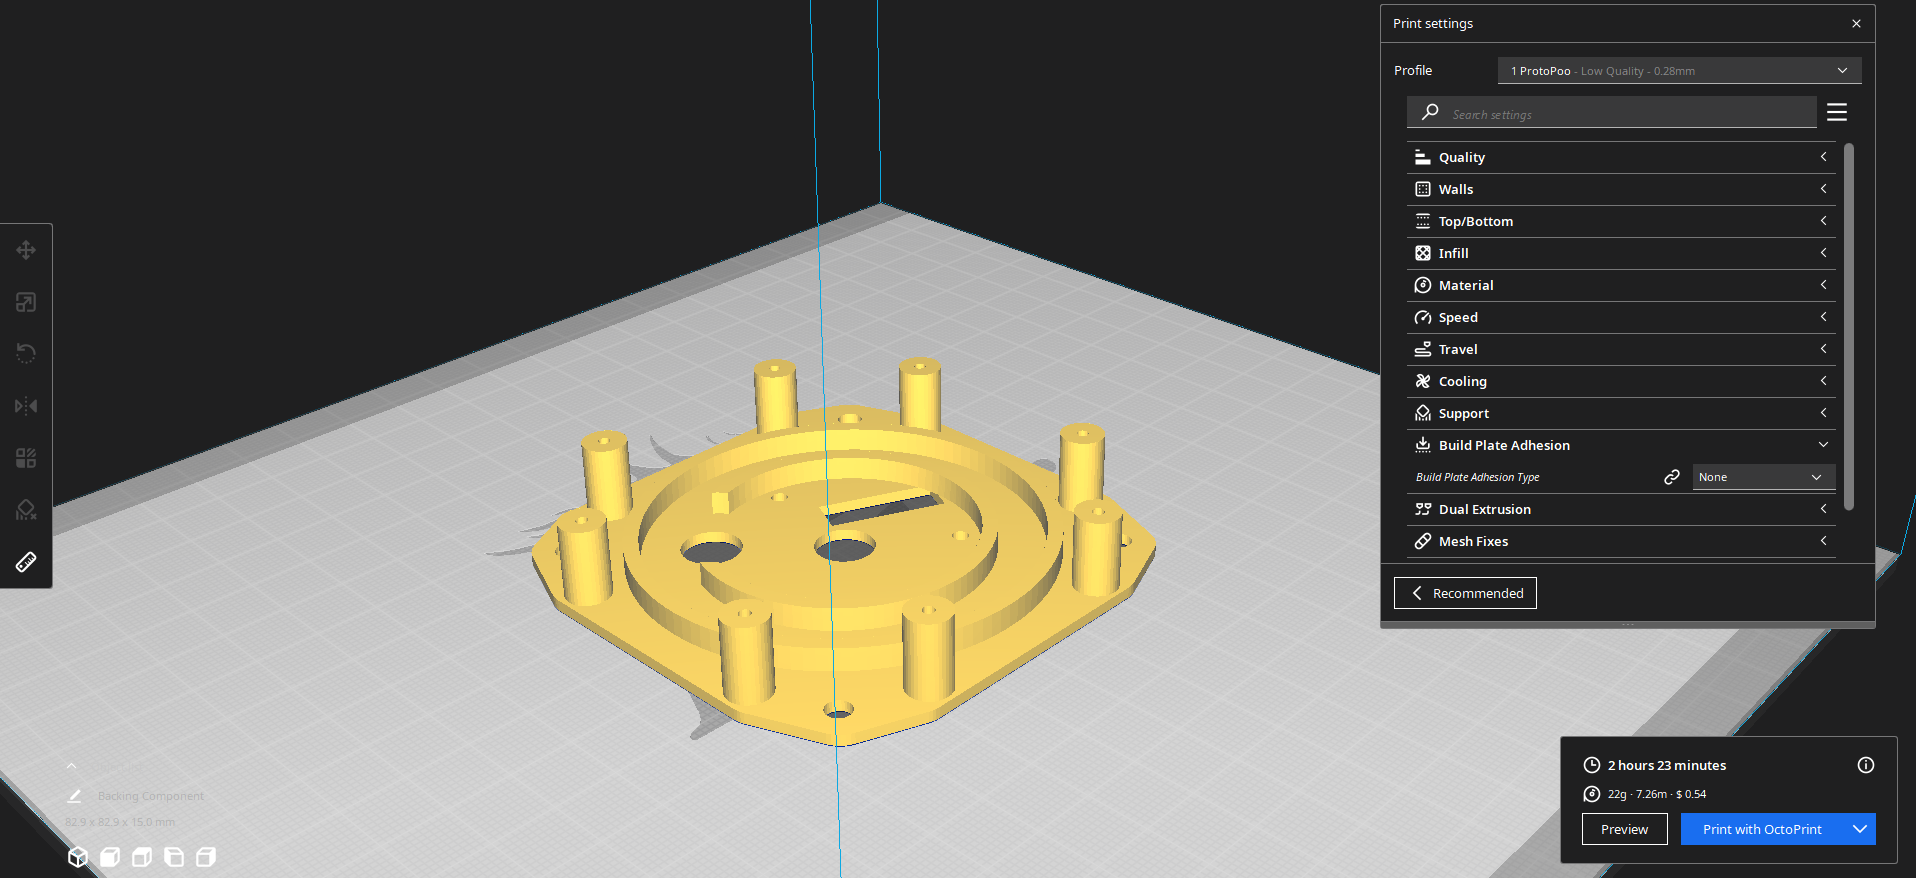 Print settings
Profile
1 ProtoPoo - Low Quality - 0.28mm
Search settings
Quality
Walls
Top/Bottom
Infill
Material
Speed
Travel
Cooling
Support
Build Plate Adhesion
Build Plate Adhesion Type
None
Dual Extrusion
Mesh Fixes
Recommended
Backing Component
82.9 x 82.9 x 15.0 mm
2 hours 23 minutes
22g · 7.26m · $ 0.54
Preview
Print with OctoPrint